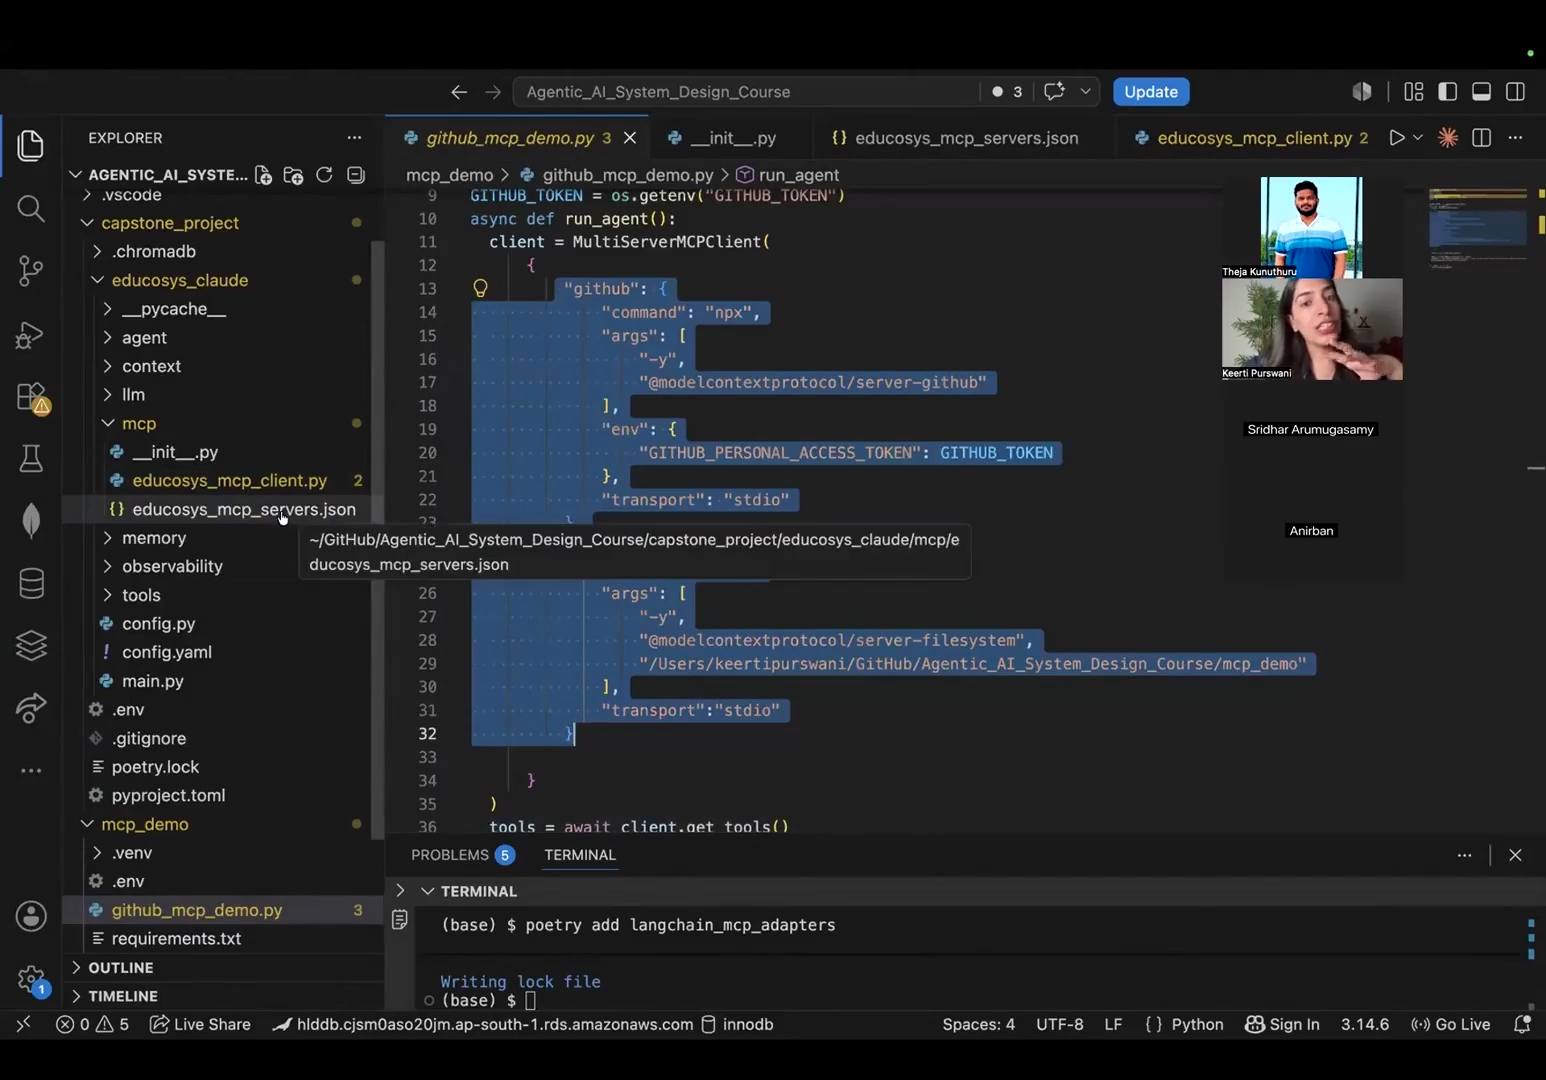 Agentic_AI_System_Design_Course
3
Update
EXPLORER
github_mcp_demo.py 3
__init__.py
{} educosys_mcp_servers.json
educosys_mcp_client.py 2
AGENTIC_AI_SYSTE...
mcp_demo > github_mcp_demo.py > run_agent
.vscode
capstone_project
.chromadb
educosys_claude
__pycache__
agent
context
llm
mcp
__init__.py
educosys_mcp_client.py 2
{} educosys_mcp_servers.json
memory
observability
tools
config.py
! config.yaml
main.py
.env
.gitignore
poetry.lock
pyproject.toml
mcp_demo
.venv
.env
github_mcp_demo.py 3
requirements.txt
OUTLINE
TIMELINE
9 GITHUB_TOKEN = os.getenv("GITHUB_TOKEN")
10 async def run_agent():
11 client = MultiServerMCPClient(
12 {
13 "github": {
14 "command": "npx",
15 "args": [
16 "-y",
17 "@modelcontextprotocol/server-github"
18 ],
19 "env": {
20 "GITHUB_PERSONAL_ACCESS_TOKEN": GITHUB_TOKEN
21 },
22 "transport": "stdio"
23 }
~/GitHub/Agentic_AI_System_Design_Course/capstone_project/educosys_claude/mcp/e
ducosys_mcp_servers.json
26 "args": [
27 "-y",
28 "@modelcontextprotocol/server-filesystem",
29 "/Users/keertipurswani/GitHub/Agentic_AI_System_Design_Course/mcp_demo"
30 ],
31 "transport":"stdio"
32 }
33
34 }
35 )
36 tools = await client.get_tools()
Theja Kunuthuru
Keerti Purswani
Sridhar Arumugasamy
Anirban
PROBLEMS 5 TERMINAL
TERMINAL
(base) $ poetry add langchain_mcp_adapters
Writing lock file
(base) $
1
0 5 Live Share hlddb.cjsm0aso20jm.ap-south-1.rds.amazonaws.com innodb Spaces: 4 UTF-8 LF {} Python Sign In 3.14.6 Go Live